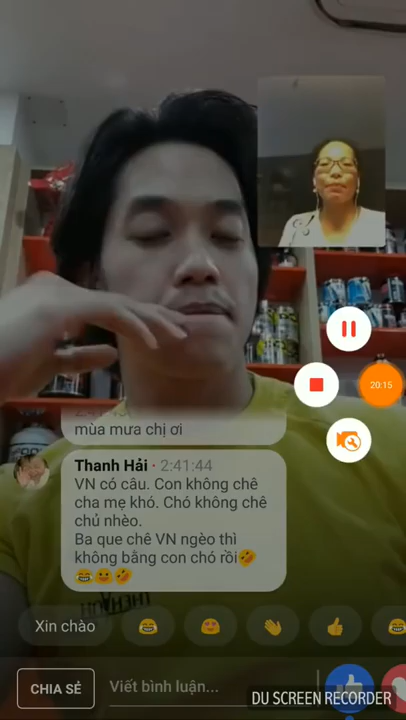 mùa mưa chị ơi
Thanh Hải · 2:41:44
VN có câu. Con không chê
cha mẹ khó. Chó không chê
chủ nhèo.
Ba que chê VN ngèo thì
không bằng con chó rồi🤣
😂😛🤣
20:15
Xin chào
CHIA SẺ
Viết bình luận...
DU SCREEN RECORDER